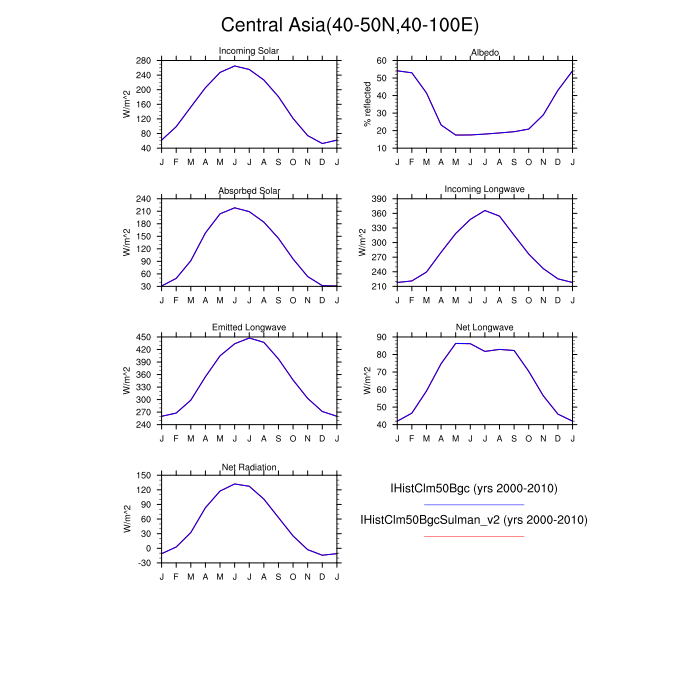 Central Asia(40-50N,40-100E)
Incoming Solar
W/m^2
280
240
200
160
120
80
40
J F M A M J J A S O N D J
Albedo
% reflected
60
50
40
30
20
10
J F M A M J J A S O N D J
Absorbed Solar
W/m^2
240
210
180
150
120
90
60
30
J F M A M J J A S O N D J
Incoming Longwave
W/m^2
390
360
330
300
270
240
210
J F M A M J J A S O N D J
Emitted Longwave
W/m^2
450
420
390
360
330
300
270
240
J F M A M J J A S O N D J
Net Longwave
W/m^2
90
80
70
60
50
40
J F M A M J J A S O N D J
Net Radiation
W/m^2
150
120
90
60
30
0
-30
J F M A M J J A S O N D J
IHistClm50Bgc (yrs 2000-2010)
IHistClm50BgcSulman_v2 (yrs 2000-2010)